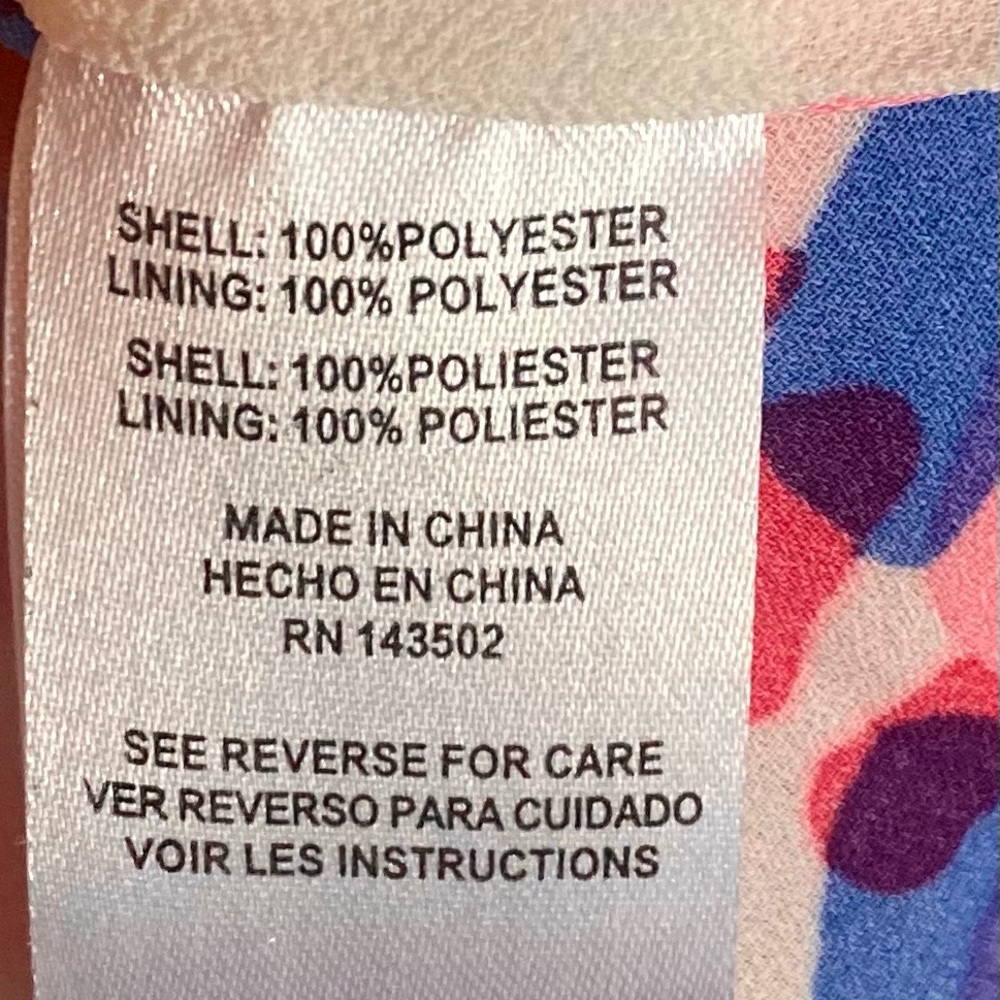 SHELL: 100%POLYESTER
LINING: 100% POLYESTER
SHELL: 100%POLIESTER
LINING: 100% POLIESTER
MADE IN CHINA
HECHO EN CHINA
RN 143502
SEE REVERSE FOR CARE
VER REVERSO PARA CUIDADO
VOIR LES INSTRUCTIONS